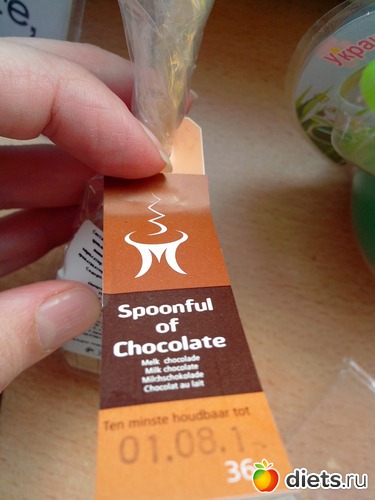 Украї
Spoonful
of
Chocolate
Melk chocolade
Milk chocolate
Milchschokolade
Chocolat au lait
Ten minste houdbaar tot
01.08.1
36
diets.ru